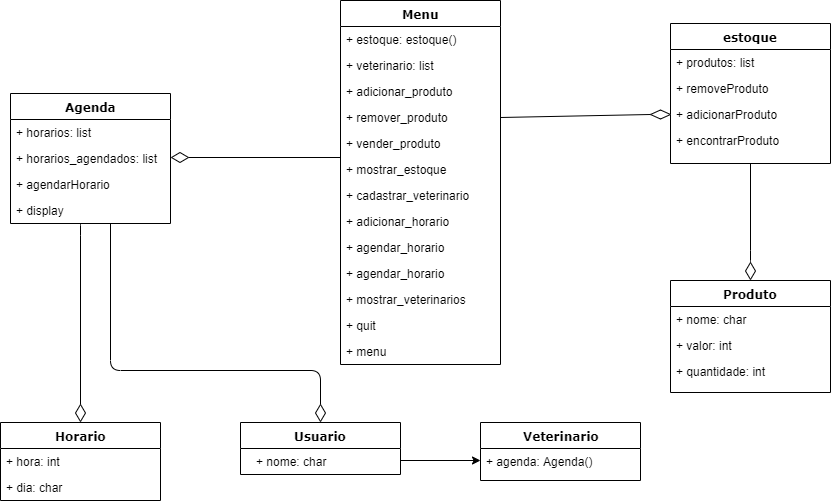 Menu
+ estoque: estoque()
+ veterinario: list
+ adicionar_produto
+ remover_produto
+ vender_produto
+ mostrar_estoque
+ cadastrar_veterinario
+ adicionar_horario
+ agendar_horario
+ agendar_horario
+ mostrar_veterinarios
+ quit
+ menu
estoque
+ produtos: list
+ removeProduto
+ adicionarProduto
+ encontrarProduto
Agenda
+ horarios: list
+ horarios_agendados: list
+ agendarHorario
+ display
Produto
+ nome: char
+ valor: int
+ quantidade: int
Horario
+ hora: int
+ dia: char
Usuario
+ nome: char
Veterinario
+ agenda: Agenda()